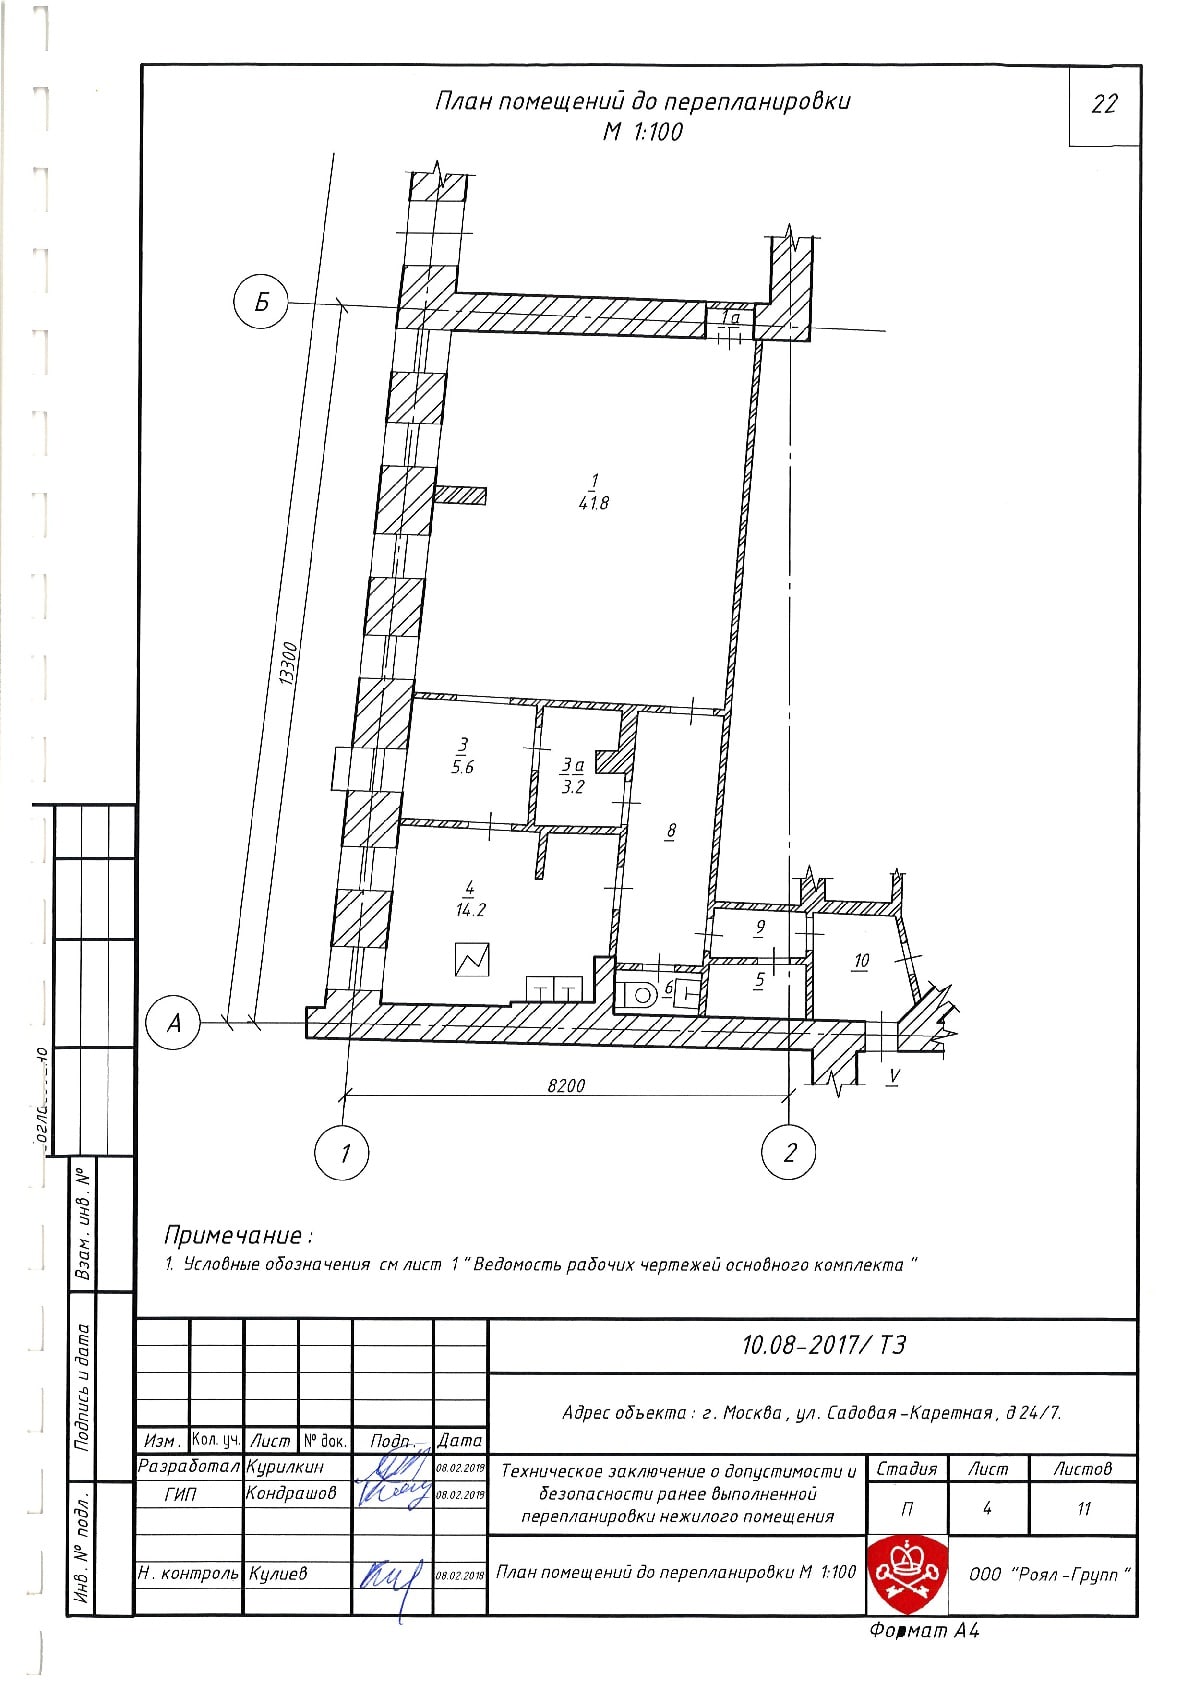 План помещений до перепланировки
М 1:100
22
Б
1а
1
41.8
13300
3
5.6
3а
3.2
8
4
14.2
9
10
5
6
А
V
8200
1
2
Примечание :
1. Условные обозначения см лист 1 " Ведомость рабочих чертежей основного комплекта "
Взам. инв. №
Подпись и дата
Инв. № подл.
10.08-2017/ ТЗ
Адрес объекта : г. Москва , ул. Садовая -Каретная , д 24/7.
Изм. Кол. уч. Лист № док. Подп. Дата
Разработал Курилкин 08.02.2018
ГИП Кондрашов 08.02.2018
Н. контроль Кулиев 08.02.2018
Техническое заключение о допустимости и
безопасности ранее выполненной
перепланировки нежилого помещения
Стадия Лист Листов
П 4 11
План помещений до перепланировки М 1:100
ООО "Роял -Групп "
Формат А4